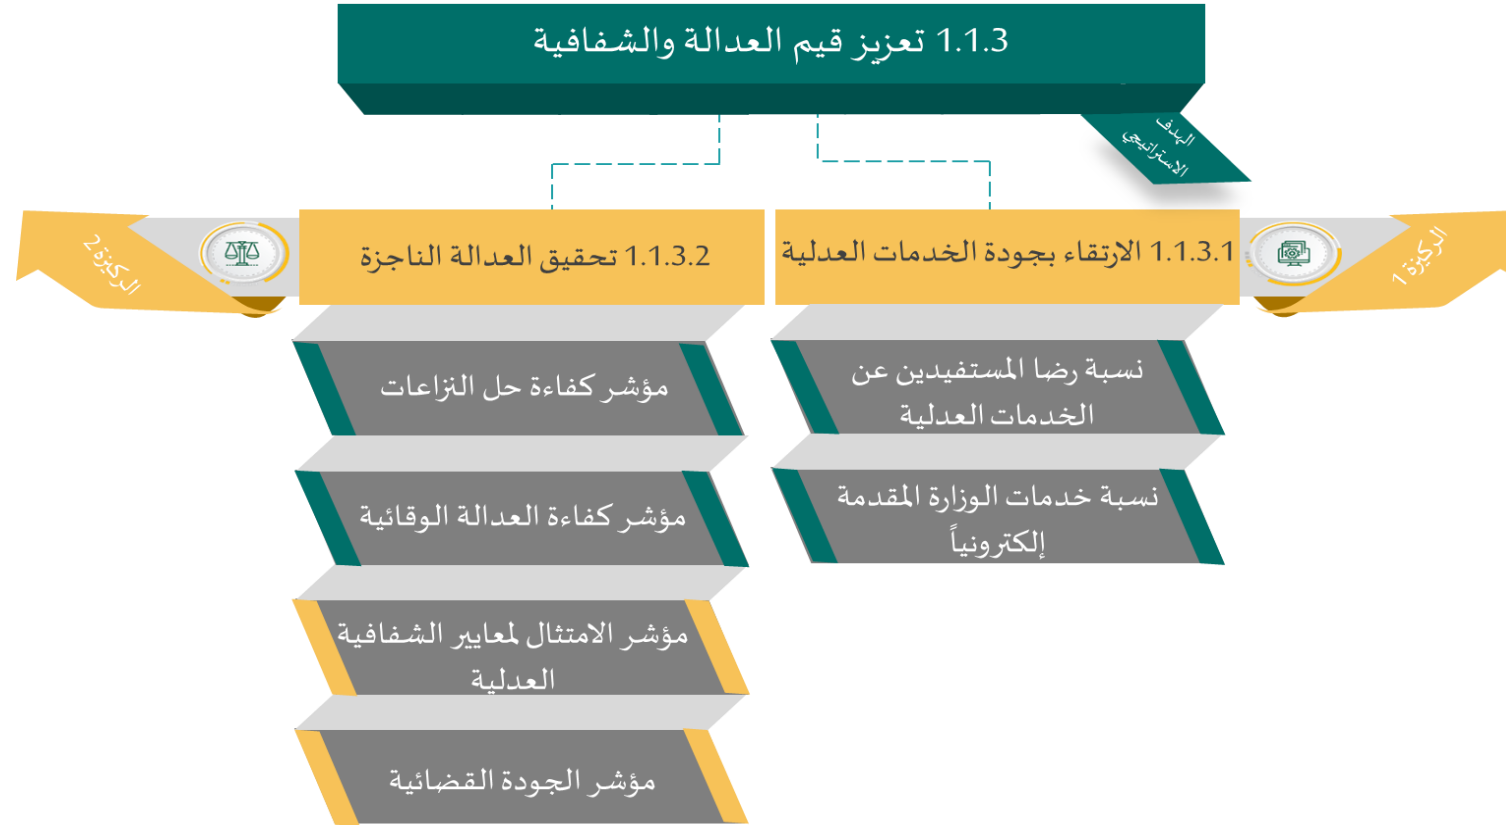 1.1.3 تعزيز قيم العدالة والشفافية
الهدف
الاستراتيجي
الركيزة 1
1.1.3.1 الارتقاء بجودة الخدمات العدلية
نسبة رضا المستفيدين عن
الخدمات العدلية
نسبة خدمات الوزارة المقدمة
إلكترونياً
الركيزة 2
1.1.3.2 تحقيق العدالة الناجزة
مؤشر كفاءة حل النزاعات
مؤشر كفاءة العدالة الوقائية
مؤشر الامتثال لمعايير الشفافية
العدلية
مؤشر الجودة القضائية